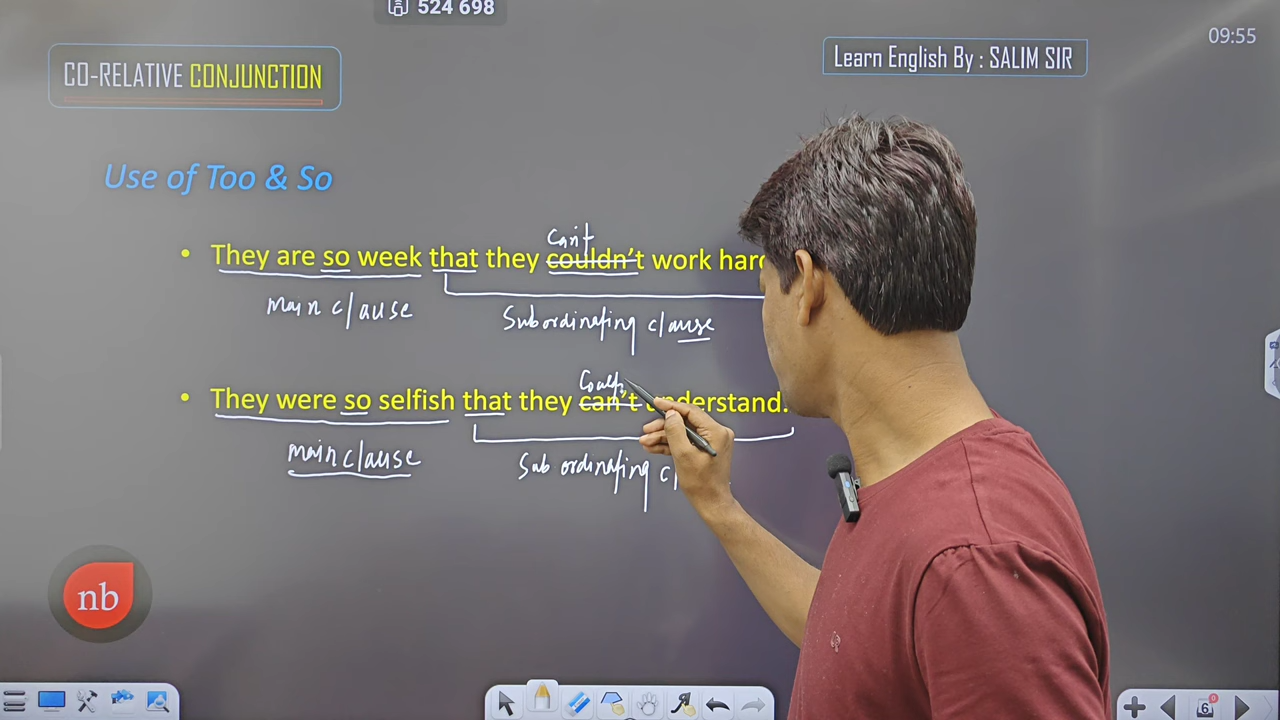 524 698
09:55
CO-RELATIVE CONJUNCTION
Learn English By : SALIM SIR
Use of Too & So
can't
• They are so week that they couldn't work hard
main clause
Subordinating clause
• They were so selfish that they can't understand.
main clause
Sub ordinating
nb
6